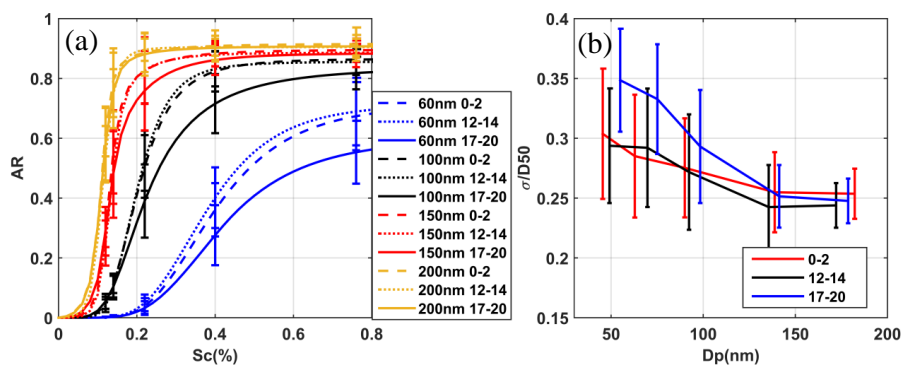 (a)
AR
1
0.8
0.6
0.4
0.2
0
0 0.2 0.4 0.6 0.8
Sc(%)
60nm 0-2
60nm 12-14
60nm 17-20
100nm 0-2
100nm 12-14
100nm 17-20
150nm 0-2
150nm 12-14
150nm 17-20
200nm 0-2
200nm 12-14
200nm 17-20
(b)
σ/D50
0.4
0.35
0.3
0.25
0.2
0.15
50 100 150 200
Dp(nm)
0-2
12-14
17-20